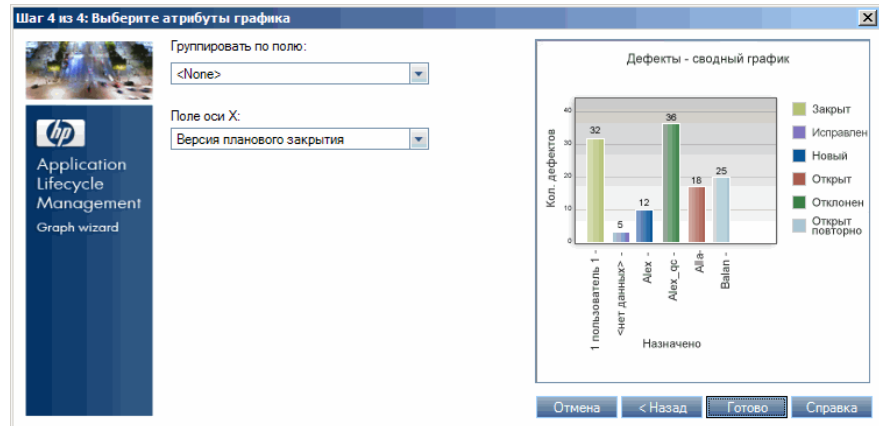 Шаг 4 из 4: Выберите атрибуты графика
Группировать по полю:
<None>
Поле оси X:
Версия планового закрытия
hp
Application
Lifecycle
Management
Graph wizard
Дефекты - сводный график
Кол. дефектов
40
30
20
10
0
32
5
12
36
18
25
1 пользователь 1 -
<нет данных> -
Alex -
Alex_qc -
Alla-
Balan -
Назначено
Закрыт
Исправлен
Новый
Открыт
Отклонен
Открыт
повторно
Отмена
< Назад
Готово
Справка